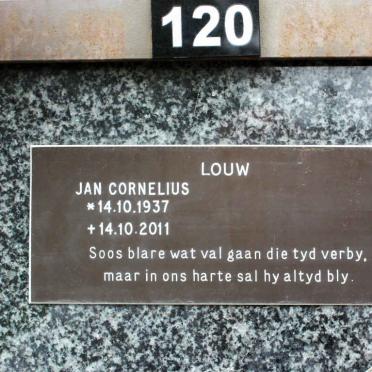 120
LOUW
JAN CORNELIUS
*14.10.1937
+14.10.2011
Soos blare wat val gaan die tyd verby,
maar in ons harte sal hy altyd bly.